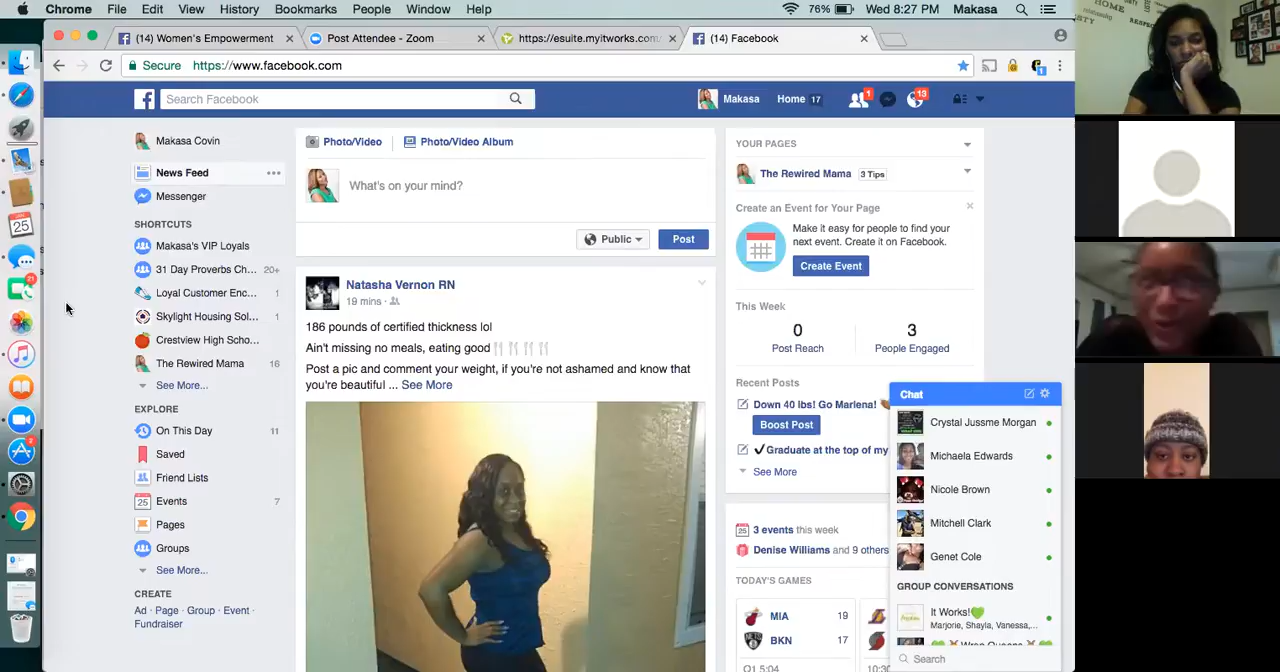 Chrome File Edit View History Bookmarks People Window Help
76% Wed 8:27 PM Makasa
(14) Women's Empowerment
Post Attendee - Zoom
https://esuite.myitworks.com
(14) Facebook
Secure https://www.facebook.com
Search Facebook
Makasa Home 17
1
13
Makasa Covin
News Feed
Messenger
SHORTCUTS
Makasa's VIP Loyals
31 Day Proverbs Ch... 20+
Loyal Customer Enc... 1
Skylight Housing Sol... 1
Crestview High Scho...
The Rewired Mama 16
See More...
EXPLORE
On This Day 11
Saved
Friend Lists
Events 7
Pages
Groups
See More...
CREATE
Ad · Page · Group · Event ·
Fundraiser
Photo/Video
Photo/Video Album
What's on your mind?
Public
Post
Natasha Vernon RN
19 mins ·
186 pounds of certified thickness lol
Ain't missing no meals, eating good
Post a pic and comment your weight, if you're not ashamed and know that
you're beautiful ... See More
YOUR PAGES
The Rewired Mama 3 Tips
Create an Event for Your Page
Make it easy for people to find your
next event. Create it on Facebook.
Create Event
This Week
0 3
Post Reach People Engaged
Recent Posts
Down 40 lbs! Go Marlena!
Boost Post
✔Graduate at the top of my
See More
3 events this week
Denise Williams and 9 others
TODAY'S GAMES
MIA 19
BKN 17
Q1 5:04
10:30
Chat
Crystal Jussme Morgan
Michaela Edwards
Nicole Brown
Mitchell Clark
Genet Cole
GROUP CONVERSATIONS
It Works!💚
Marjorie, Shayla, Vanessa,...
Search
JAN
25